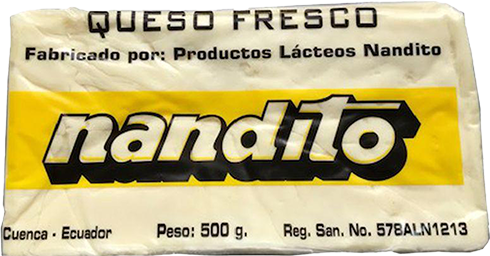 QUESO FRESCO
Fabricado por: Productos Lácteos Nandito
nandito
Cuenca - Ecuador Peso: 500 g. Reg. San. No. 578ALN1213